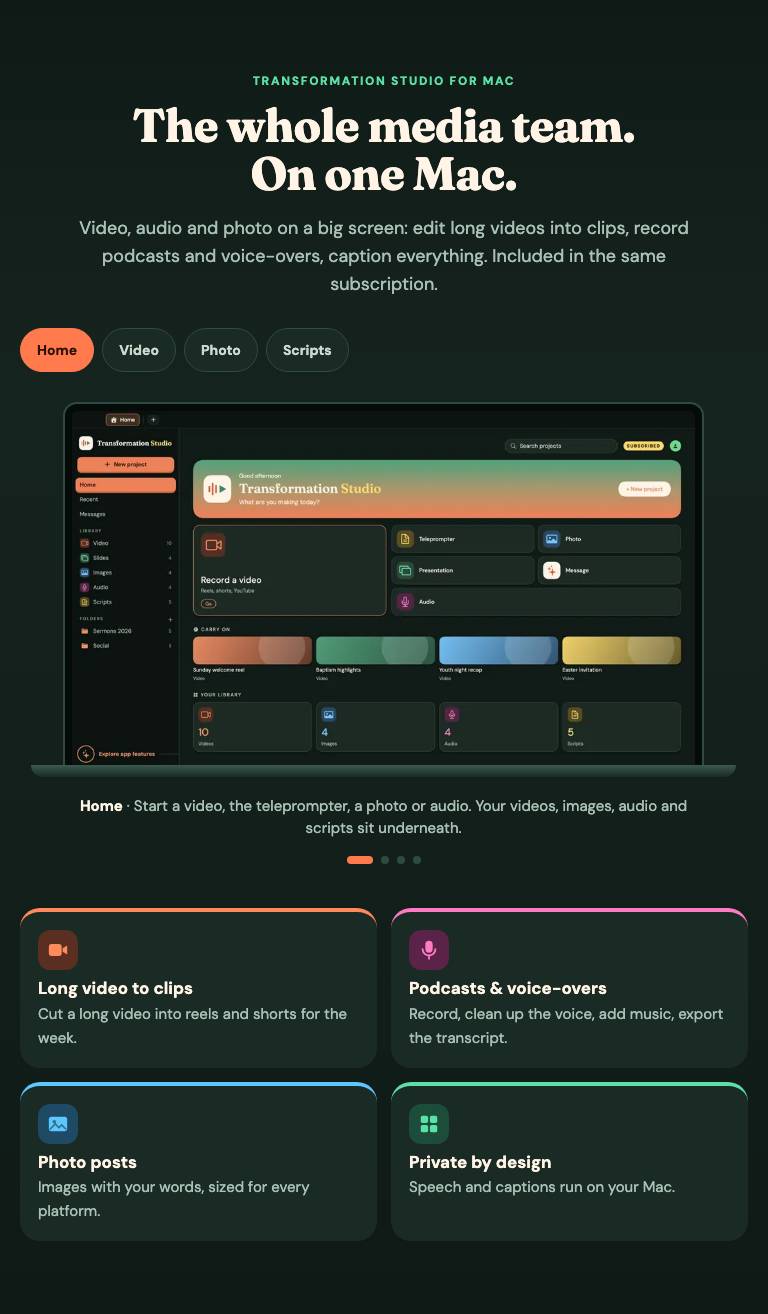 TRANSFORMATION STUDIO FOR MAC
The whole media team.
On one Mac.
Video, audio and photo on a big screen: edit long videos into clips, record
podcasts and voice-overs, caption everything. Included in the same
subscription.
Home
Video
Photo
Scripts
Home
+
Transformation Studio
Search projects
SUBSCRIBED
+ New project
Home
Recent
Messages
LIBRARY
Video 10
Slides 4
Images 4
Audio 4
Scripts 5
FOLDERS +
Sermons 2026 5
Social 3
Explore app features
Good afternoon
Transformation Studio
What are you making today?
+ New project
Record a video
Reels, shorts, YouTube
Go
Teleprompter
Photo
Presentation
Message
Audio
CARRY ON
Sunday welcome reel
Video
Baptism highlights
Video
Youth night recap
Video
Easter invitation
Video
YOUR LIBRARY
10
Videos
4
Images
4
Audio
5
Scripts
Home · Start a video, the teleprompter, a photo or audio. Your videos, images, audio and
scripts sit underneath.
Long video to clips
Cut a long video into reels and shorts for the
week.
Podcasts & voice-overs
Record, clean up the voice, add music, export
the transcript.
Photo posts
Images with your words, sized for every
platform.
Private by design
Speech and captions run on your Mac.